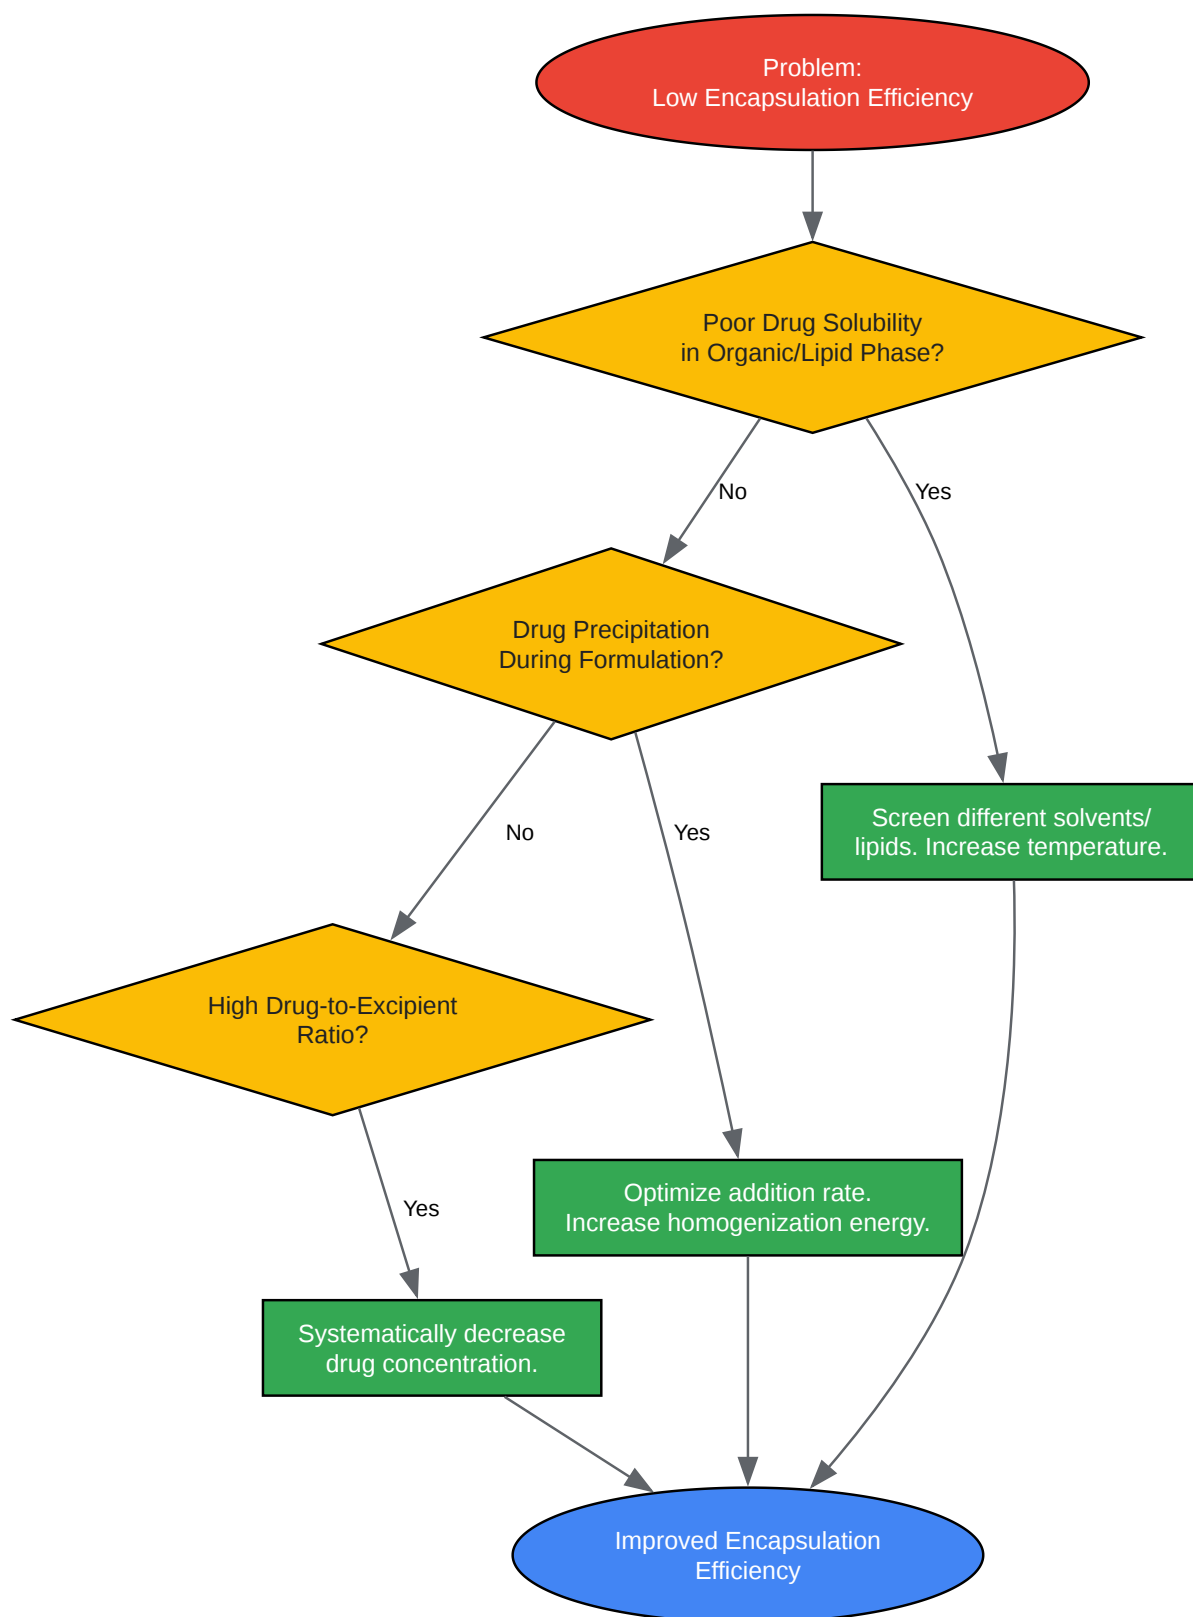 Problem:
Low Encapsulation Efficiency
Poor Drug Solubility
in Organic/Lipid Phase?
No
Yes
Drug Precipitation
During Formulation?
No
Yes
Screen different solvents/
lipids. Increase temperature.
High Drug-to-Excipient
Ratio?
Yes
Optimize addition rate.
Increase homogenization energy.
Systematically decrease
drug concentration.
Improved Encapsulation
Efficiency